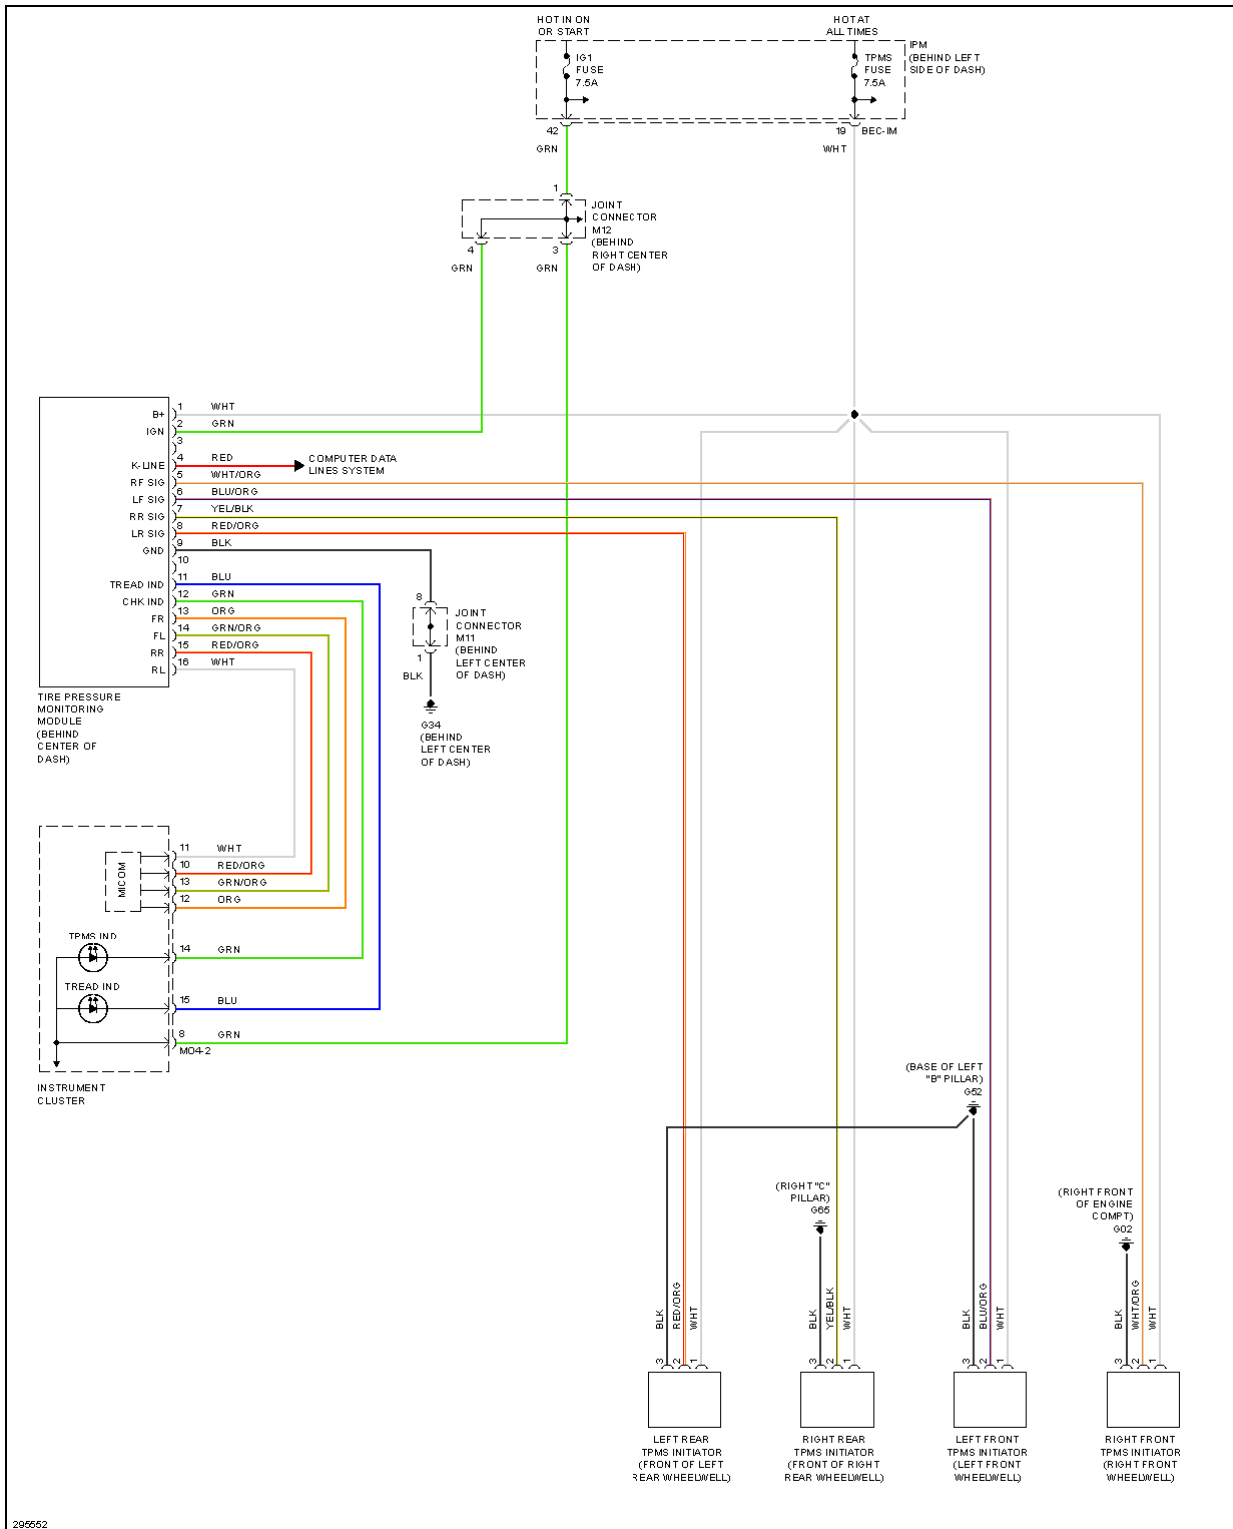 HOT IN ON
OR START
HOT AT
ALL TIMES
IG1
FUSE
7.5A
TPMS
FUSE
7.5A
IPM
(BEHIND LEFT
SIDE OF DASH)
42
19
BEC-IM
GRN
WHT
1
JOINT
CONNECTOR
M12
(BEHIND
RIGHT CENTER
OF DASH)
4
3
GRN
GRN
B+
1
WHT
IGN
2
GRN
3
K-LINE
4
RED
COMPUTER DATA
LINES SYSTEM
RF SIG
5
WHT/ORG
LF SIG
6
BLU/ORG
RR SIG
7
YEL/BLK
LR SIG
8
RED/ORG
GND
9
BLK
10
TREAD IND
11
BLU
CHK IND
12
GRN
FR
13
ORG
FL
14
GRN/ORG
RR
15
RED/ORG
RL
16
WHT
TIRE PRESSURE
MONITORING
MODULE
(BEHIND
CENTER OF
DASH)
8
JOINT
CONNECTOR
M11
(BEHIND
LEFT CENTER
OF DASH)
1
BLK
G34
(BEHIND
LEFT CENTER
OF DASH)
MICOM
11
WHT
10
RED/ORG
13
GRN/ORG
12
ORG
TPMS IND
14
GRN
TREAD IND
15
BLU
8
GRN
M04-2
INSTRUMENT
CLUSTER
(BASE OF LEFT
"B" PILLAR)
G52
(RIGHT "C"
PILLAR)
G65
(RIGHT FRONT
OF ENGINE
COMPT)
G02
BLK
RED/ORG
WHT
BLK
YEL/BLK
WHT
BLK
BLU/ORG
WHT
BLK
WHT/ORG
WHT
3
2
1
3
2
1
3
2
1
3
2
1
LEFT REAR
TPMS INITIATOR
(FRONT OF LEFT
REAR WHEELWELL)
RIGHT REAR
TPMS INITIATOR
(FRONT OF RIGHT
REAR WHEELWELL)
LEFT FRONT
TPMS INITIATOR
(LEFT FRONT
WHEELWELL)
RIGHT FRONT
TPMS INITIATOR
(RIGHT FRONT
WHEELWELL)
295552